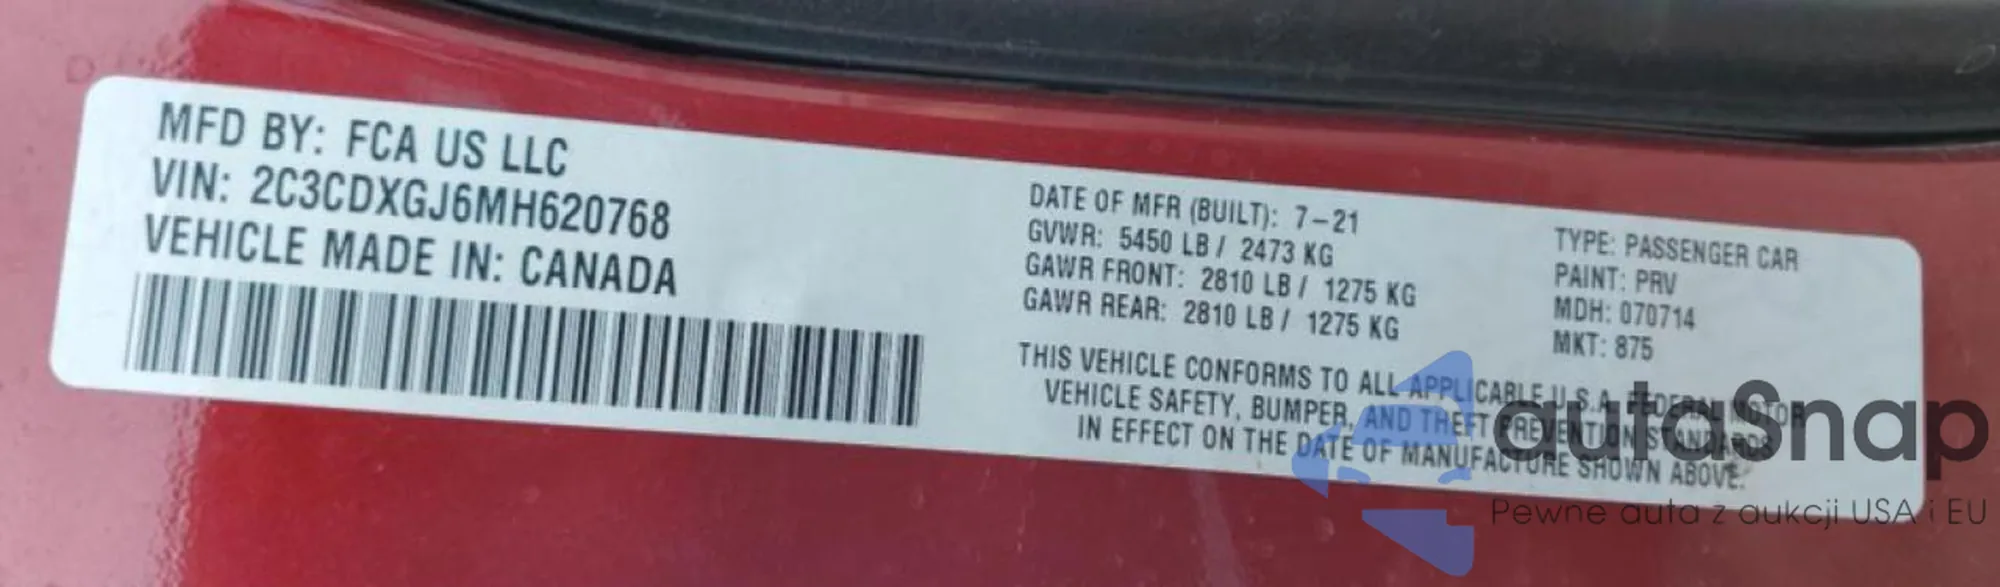 MFD BY: FCA US LLC
VIN: 2C3CDXGJ6MH620768
VEHICLE MADE IN: CANADA
DATE OF MFR (BUILT): 7-21
GVWR: 5450 LB / 2473 KG
GAWR FRONT: 2810 LB / 1275 KG
GAWR REAR: 2810 LB / 1275 KG
TYPE: PASSENGER CAR
PAINT: PRV
MDH: 070714
MKT: 875
THIS VEHICLE CONFORMS TO ALL APPLICABLE U.S.A. FEDERAL MOTOR
VEHICLE SAFETY, BUMPER, AND THEFT PREVENTION STANDARDS
IN EFFECT ON THE DATE OF MANUFACTURE SHOWN ABOVE.
autoSnap
Pewne auta z aukcji USA i EU